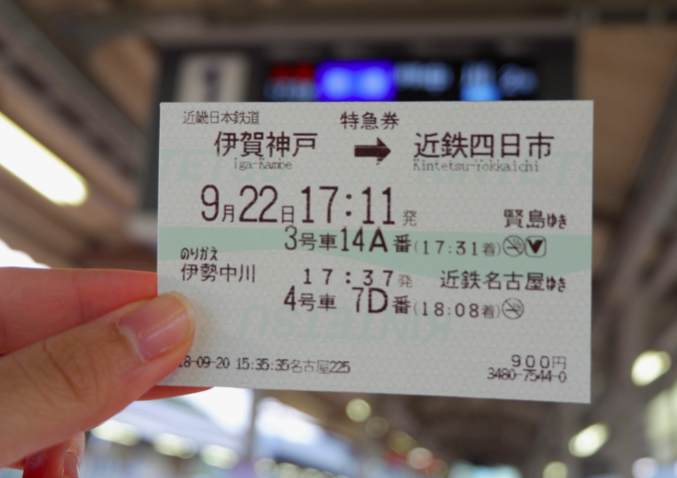 近畿日本鉄道 特急券
伊賀神戸 ➡ 近鉄四日市
Iga-Kambe Kintetsu-Yokkaichi
9月22日17:11発 賢島ゆき
3号車14A番(17:31着)
のりかえ
伊勢中川 17:37発 近鉄名古屋ゆき
4号車 7D番(18:08着)
8-09-20 15:35:35名古屋225 900円
3480-7544-0
KINTETSU